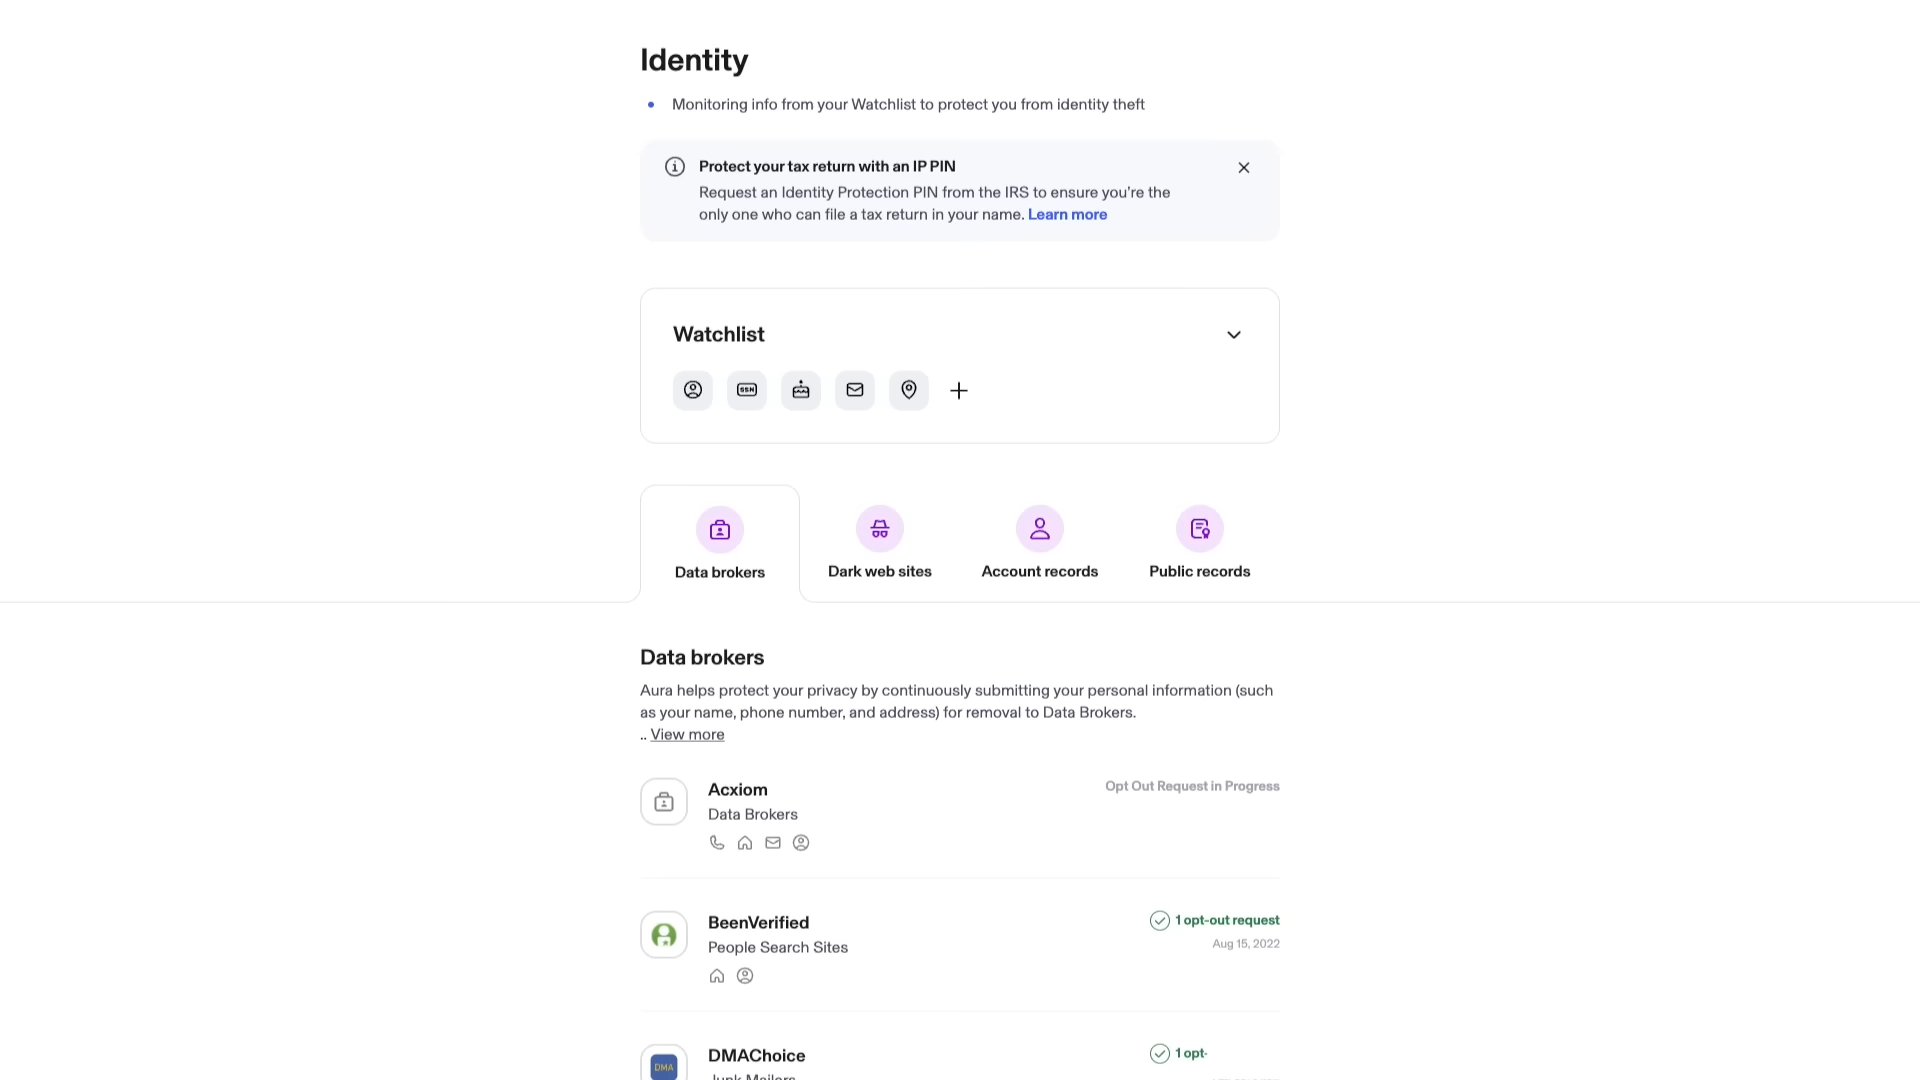 Identity
Monitoring info from your Watchlist to protect you from identity theft
Protect your tax return with an IP PIN
Request an Identity Protection PIN from the IRS to ensure you're the
only one who can file a tax return in your name. Learn more
Watchlist
SSN
Data brokers
Dark web sites
Account records
Public records
Data brokers
Aura helps protect your privacy by continuously submitting your personal information (such
as your name, phone number, and address) for removal to Data Brokers.
.. View more
Acxiom
Opt Out Request in Progress
Data Brokers
BeenVerified
1 opt-out request
People Search Sites
Aug 15, 2022
DMA
DMAChoice
1 opt-
Junk Mailers